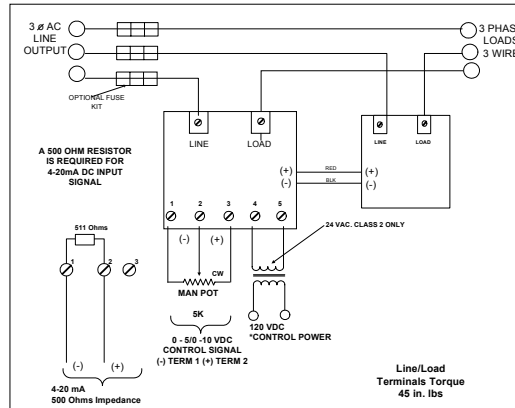 3 ø AC
LINE
OUTPUT
3 PHAS
LOADS
3 WIRE
OPTIONAL FUSE
KIT
LINE
LOAD
LINE
LOAD
A 500 OHM RESISTOR
IS REQUIRED FOR
4-20mA DC INPUT
SIGNAL
(+)
RED
(+)
(-)
BLK
(-)
1
2
3
4
5
24 VAC. CLASS 2 ONLY
511 Ohms
(-)
(+)
1
2
3
CW
MAN POT
5K
120 VDC
*CONTROL POWER
0 - 5/0 -10 VDC
CONTROL SIGNAL
(-) TERM 1 (+) TERM 2
(-)
(+)
4-20 mA
500 Ohms Impedance
Line/Load
Terminals Torque
45 in. lbs